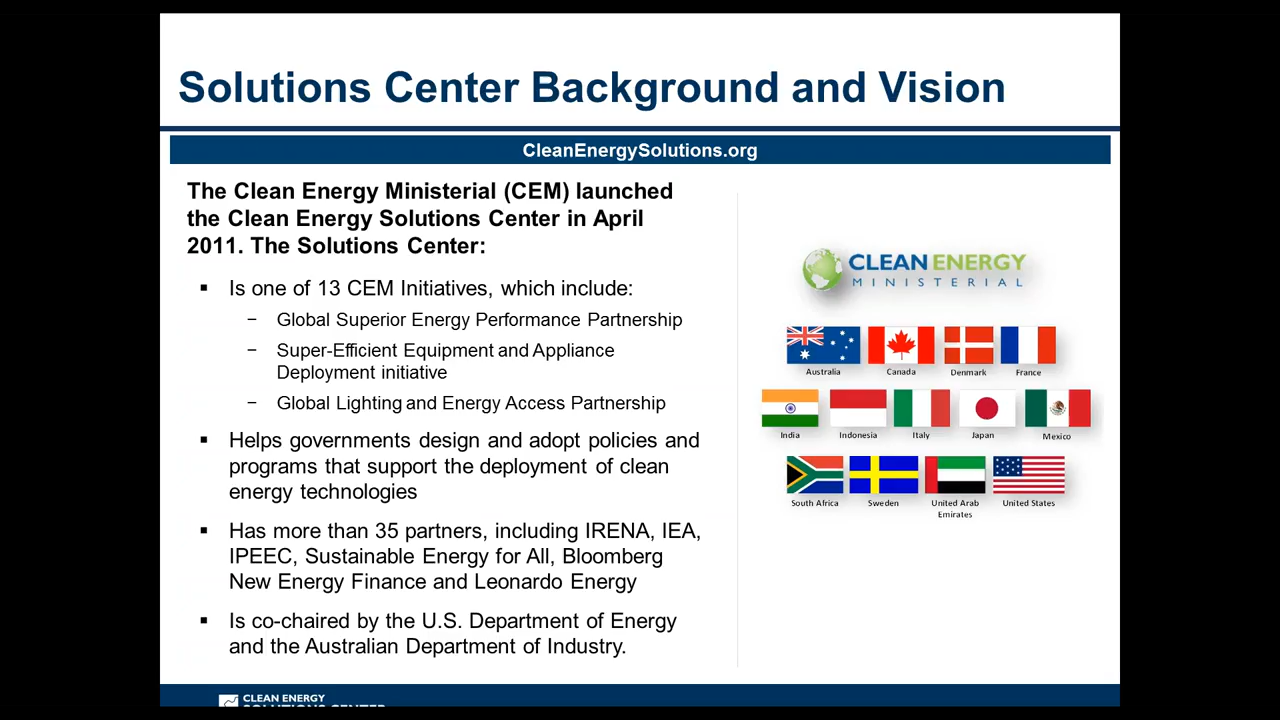 Solutions Center Background and Vision
CleanEnergySolutions.org
The Clean Energy Ministerial (CEM) launched
the Clean Energy Solutions Center in April
2011. The Solutions Center:
▪ Is one of 13 CEM Initiatives, which include:
− Global Superior Energy Performance Partnership
− Super-Efficient Equipment and Appliance
Deployment initiative
− Global Lighting and Energy Access Partnership
▪ Helps governments design and adopt policies and
programs that support the deployment of clean
energy technologies
▪ Has more than 35 partners, including IRENA, IEA,
IPEEC, Sustainable Energy for All, Bloomberg
New Energy Finance and Leonardo Energy
▪ Is co-chaired by the U.S. Department of Energy
and the Australian Department of Industry.
CLEAN ENERGY
MINISTERIAL
Australia Canada Denmark France
India Indonesia Italy Japan Mexico
South Africa Sweden United Arab Emirates United States
CLEAN ENERGY
SOLUTIONS CENTER